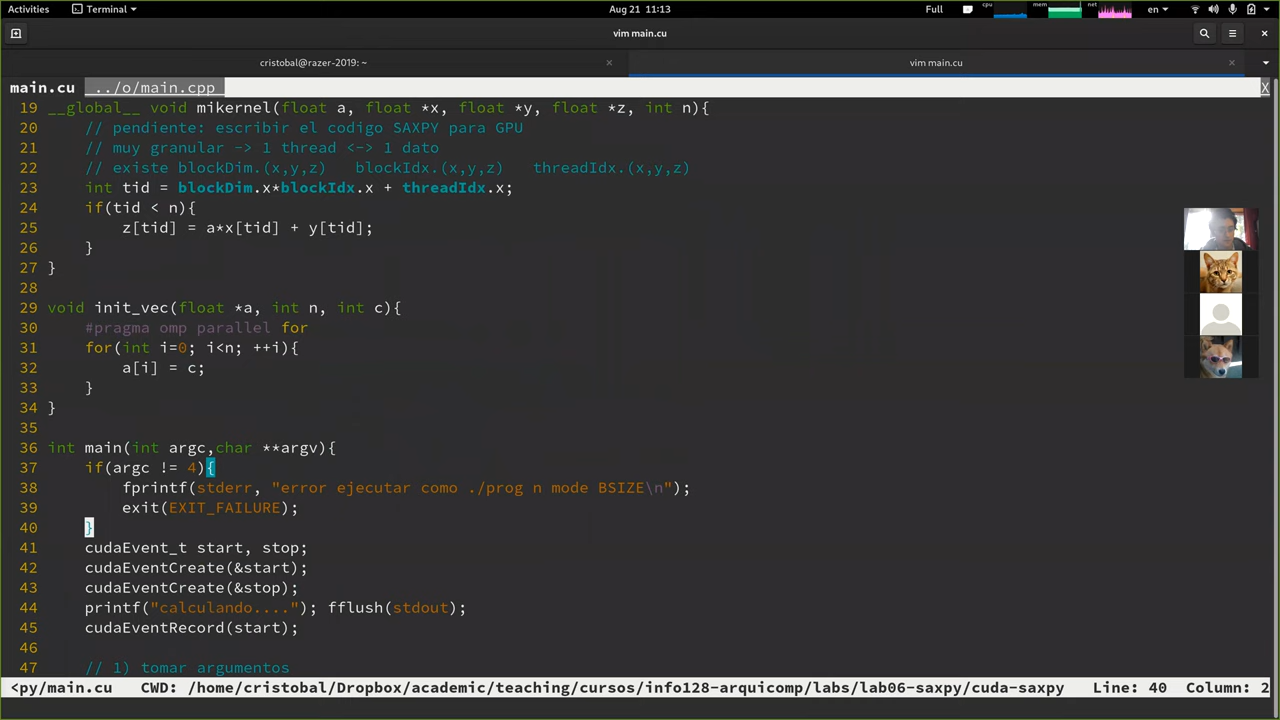 Activities Terminal Aug 21 11:13 Full cpu mem net en
vim main.cu
cristobal@razer-2019: ~ × vim main.cu ×
main.cu ../o/main.cpp X
19 __global__ void mikernel(float a, float *x, float *y, float *z, int n){
20 // pendiente: escribir el codigo SAXPY para GPU
21 // muy granular -> 1 thread <-> 1 dato
22 // existe blockDim.(x,y,z) blockIdx.(x,y,z) threadIdx.(x,y,z)
23 int tid = blockDim.x*blockIdx.x + threadIdx.x;
24 if(tid < n){
25 z[tid] = a*x[tid] + y[tid];
26 }
27 }
28
29 void init_vec(float *a, int n, int c){
30 #pragma omp parallel for
31 for(int i=0; i<n; ++i){
32 a[i] = c;
33 }
34 }
35
36 int main(int argc,char **argv){
37 if(argc != 4){
38 fprintf(stderr, "error ejecutar como ./prog n mode BSIZE\n");
39 exit(EXIT_FAILURE);
40 }
41 cudaEvent_t start, stop;
42 cudaEventCreate(&start);
43 cudaEventCreate(&stop);
44 printf("calculando...."); fflush(stdout);
45 cudaEventRecord(start);
46
47 // 1) tomar argumentos
<py/main.cu CWD: /home/cristobal/Dropbox/academic/teaching/cursos/info128-arquicomp/labs/lab06-saxpy/cuda-saxpy Line: 40 Column: 2